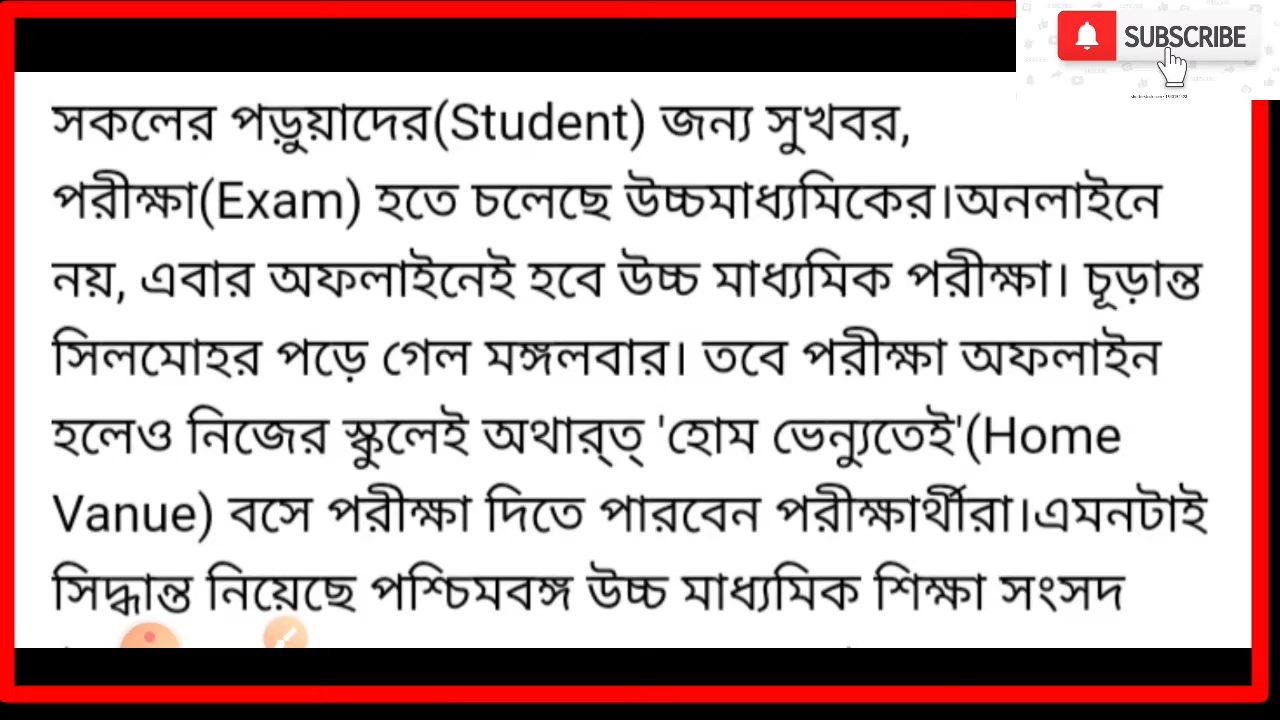 SUBSCRIBE
সকলের পড়ুয়াদের(Student) জন্য সুখবর,
পরীক্ষা(Exam) হতে চলেছে উচ্চমাধ্যমিকের।অনলাইনে
নয়, এবার অফলাইনেই হবে উচ্চ মাধ্যমিক পরীক্ষা। চূড়ান্ত
সিলমোহর পড়ে গেল মঙ্গলবার। তবে পরীক্ষা অফলাইন
হলেও নিজের স্কুলেই অথার্ত্ 'হোম ভেন্যুতেই'(Home
Vanue) বসে পরীক্ষা দিতে পারবেন পরীক্ষার্থীরা।এমনটাই
সিদ্ধান্ত নিয়েছে পশ্চিমবঙ্গ উচ্চ মাধ্যমিক শিক্ষা সংসদ